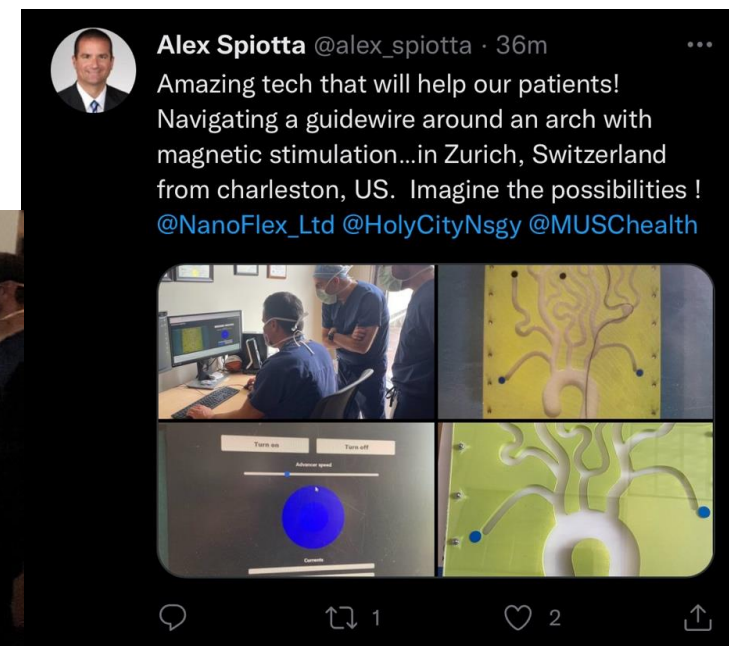 Alex Spiotta @alex_spiotta · 36m
Amazing tech that will help our patients!
Navigating a guidewire around an arch with
magnetic stimulation...in Zurich, Switzerland
from charleston, US.  Imagine the possibilities !
@NanoFlex_Ltd @HolyCityNsgy @MUSChealth
Turn on
Turn off
Advancer speed
Currents
1
2